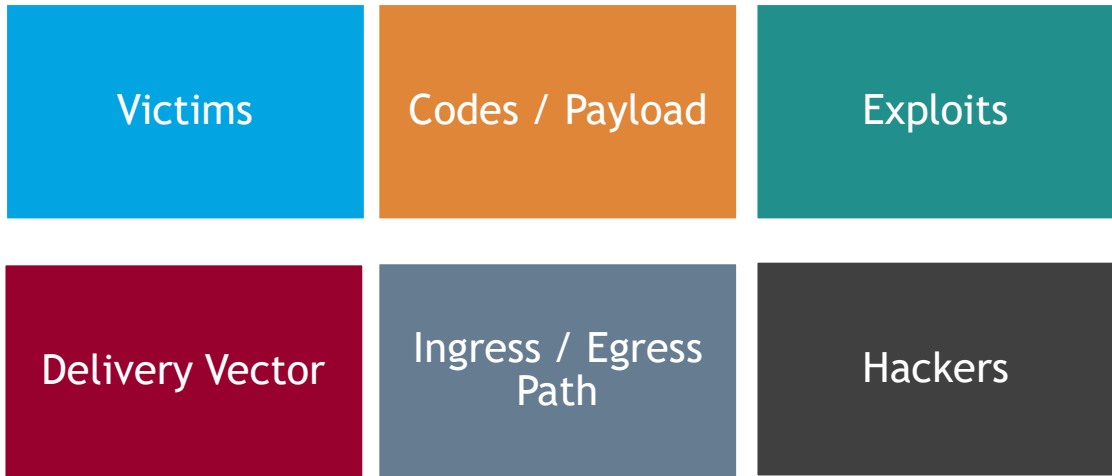 Victims
Codes / Payload
Exploits
Delivery Vector
Ingress / Egress
Path
Hackers